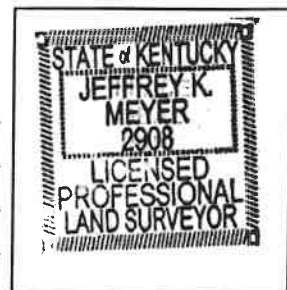 STATE of KENTUCKY
JEFFREY K.
MEYER
2908
LICENSED
PROFESSIONAL
LAND SURVEYOR